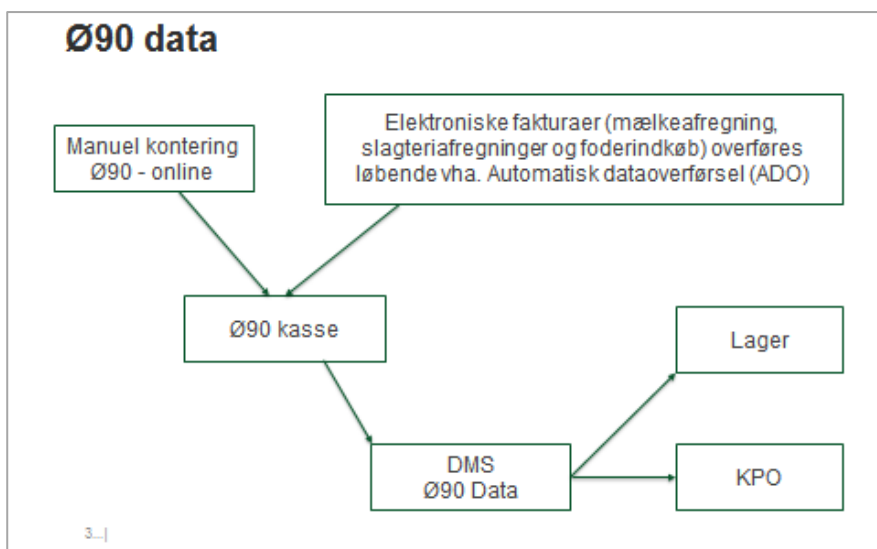 Ø90 data
Manuel kontering
Ø90 - online
Elektroniske fakturaer (mælkeafregning,
slagteriafregninger og foderindkøb) overføres
løbende vha. Automatisk dataoverførsel (ADO)
Ø90 kasse
Lager
DMS
Ø90 Data
KPO
3...|